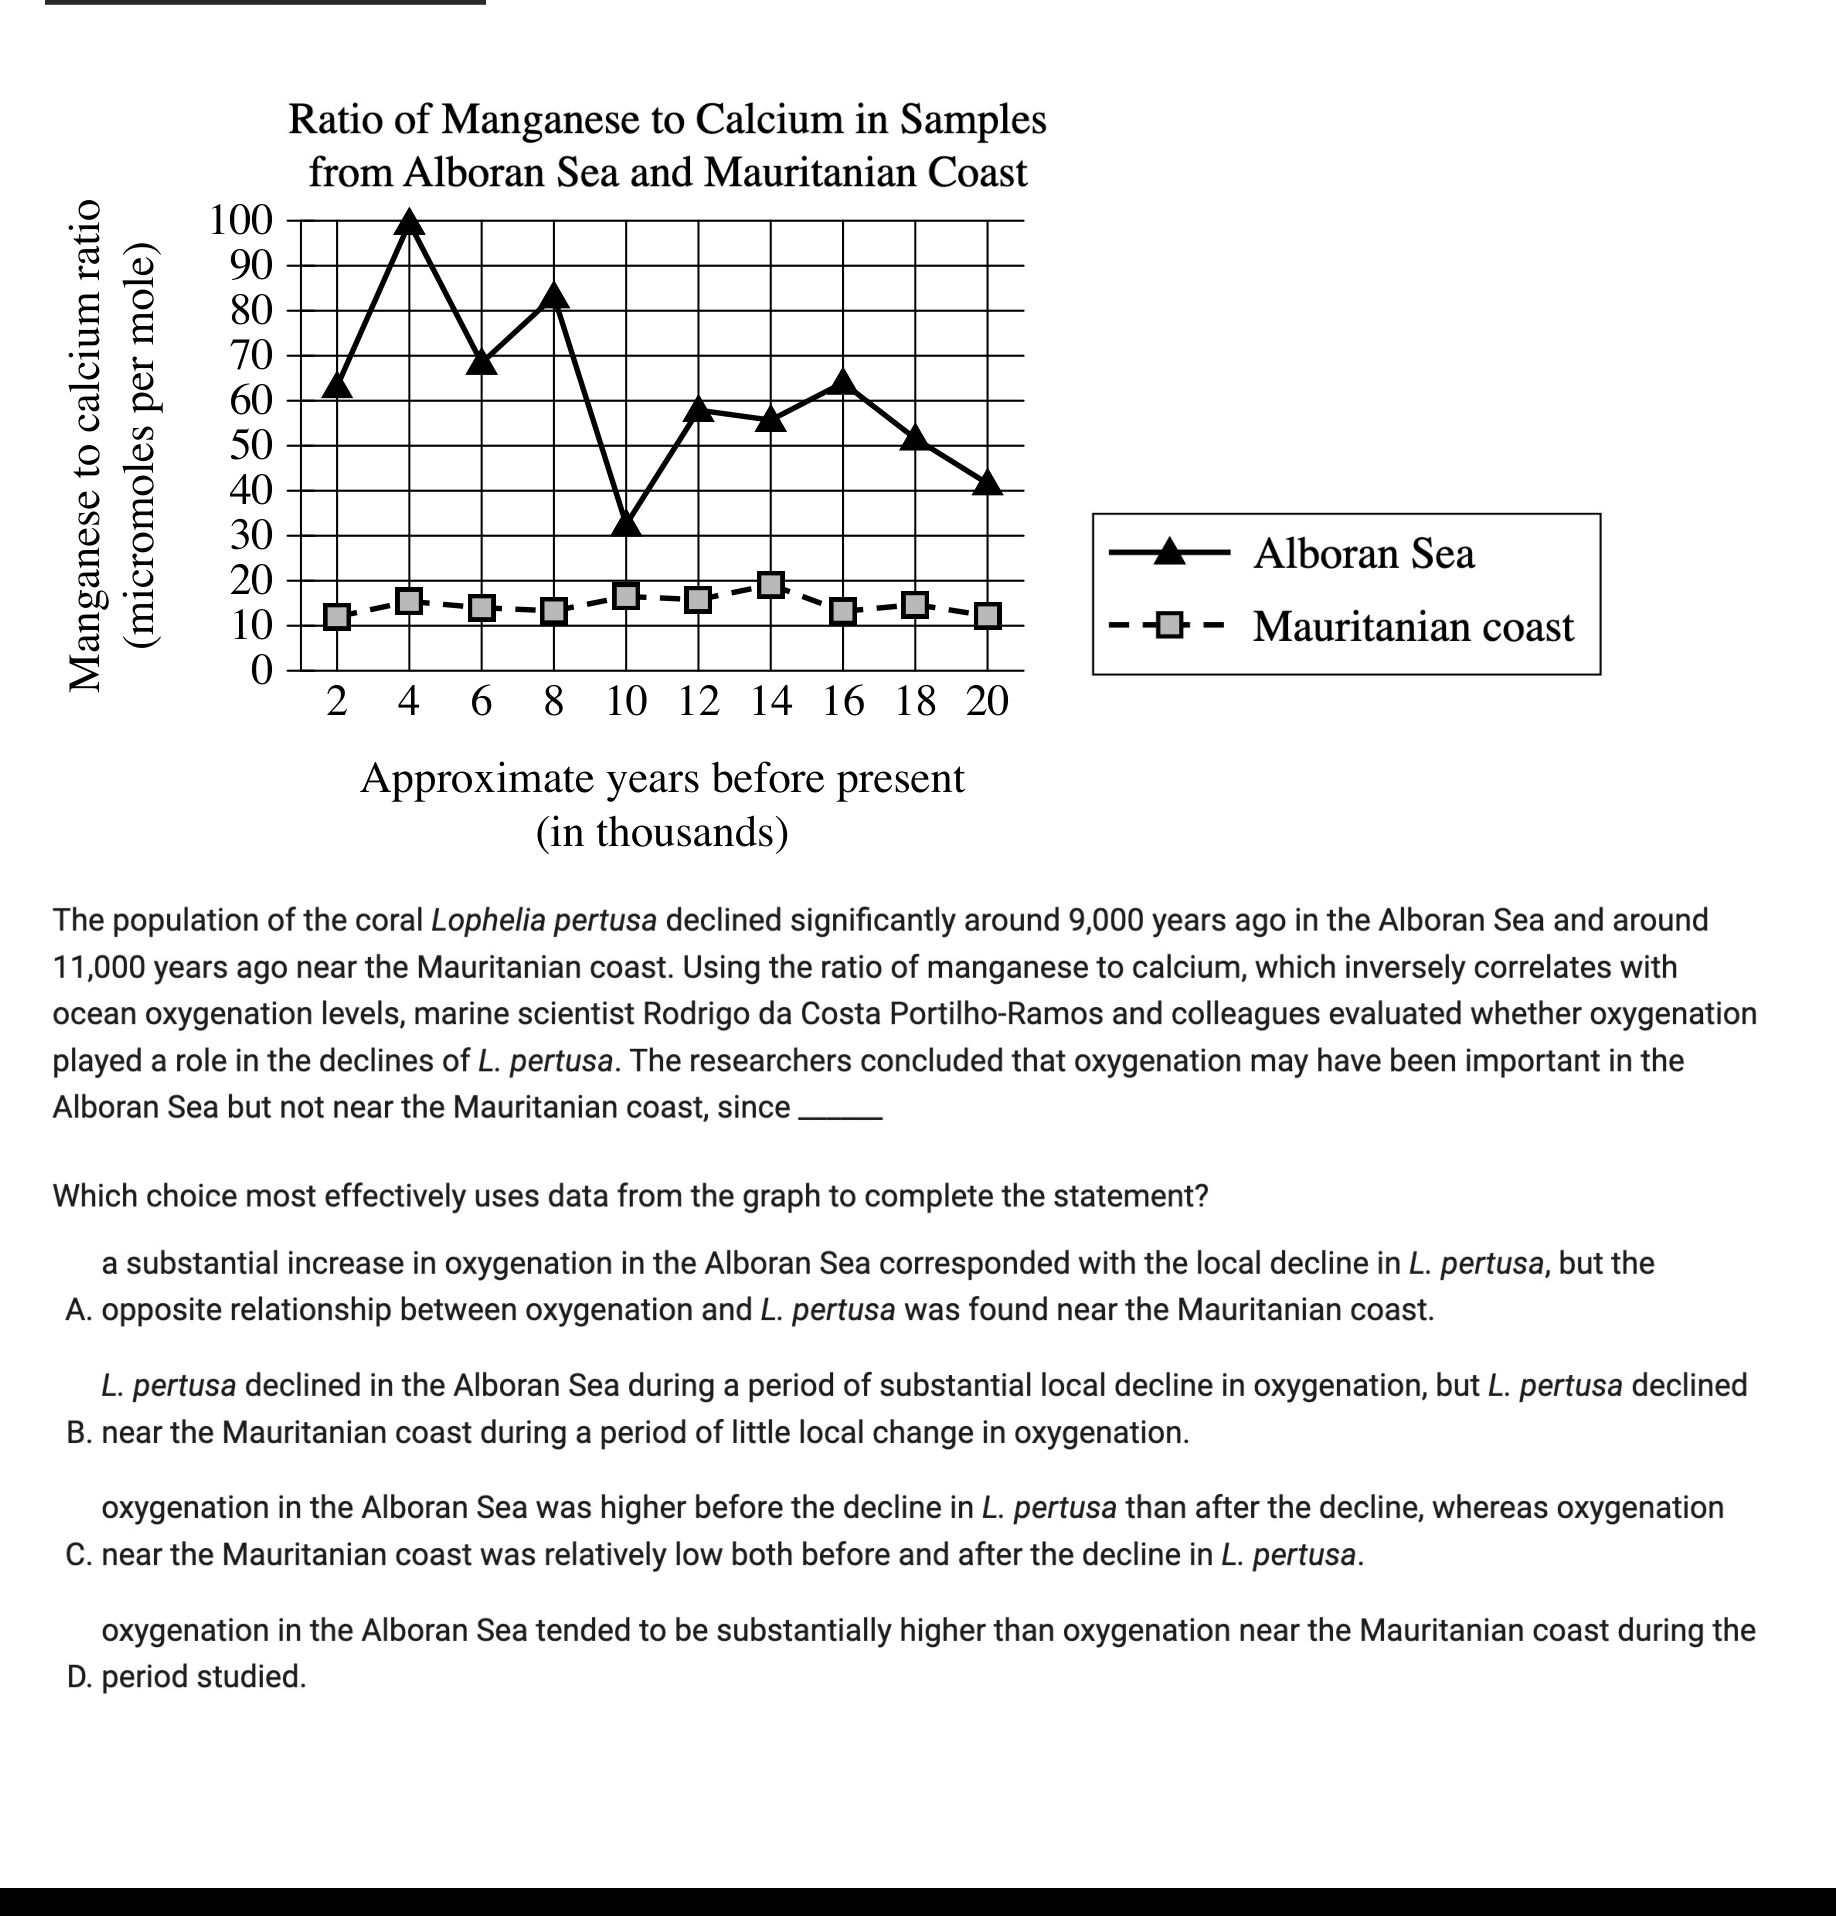 Ratio of Manganese to Calcium in Samples
from Alboran Sea and Mauritanian Coast
Manganese to calcium ratio
(micromoles per mole)
100
90
80
70
60
50
40
30
20
10
0
2 4 6 8 10 12 14 16 18 20
Approximate years before present
(in thousands)
Alboran Sea
Mauritanian coast
The population of the coral Lophelia pertusa declined significantly around 9,000 years ago in the Alboran Sea and around
11,000 years ago near the Mauritanian coast. Using the ratio of manganese to calcium, which inversely correlates with
ocean oxygenation levels, marine scientist Rodrigo da Costa Portilho-Ramos and colleagues evaluated whether oxygenation
played a role in the declines of L. pertusa. The researchers concluded that oxygenation may have been important in the
Alboran Sea but not near the Mauritanian coast, since ______
Which choice most effectively uses data from the graph to complete the statement?
a substantial increase in oxygenation in the Alboran Sea corresponded with the local decline in L. pertusa, but the
A. opposite relationship between oxygenation and L. pertusa was found near the Mauritanian coast.
L. pertusa declined in the Alboran Sea during a period of substantial local decline in oxygenation, but L. pertusa declined
B. near the Mauritanian coast during a period of little local change in oxygenation.
oxygenation in the Alboran Sea was higher before the decline in L. pertusa than after the decline, whereas oxygenation
C. near the Mauritanian coast was relatively low both before and after the decline in L. pertusa.
oxygenation in the Alboran Sea tended to be substantially higher than oxygenation near the Mauritanian coast during the
D. period studied.